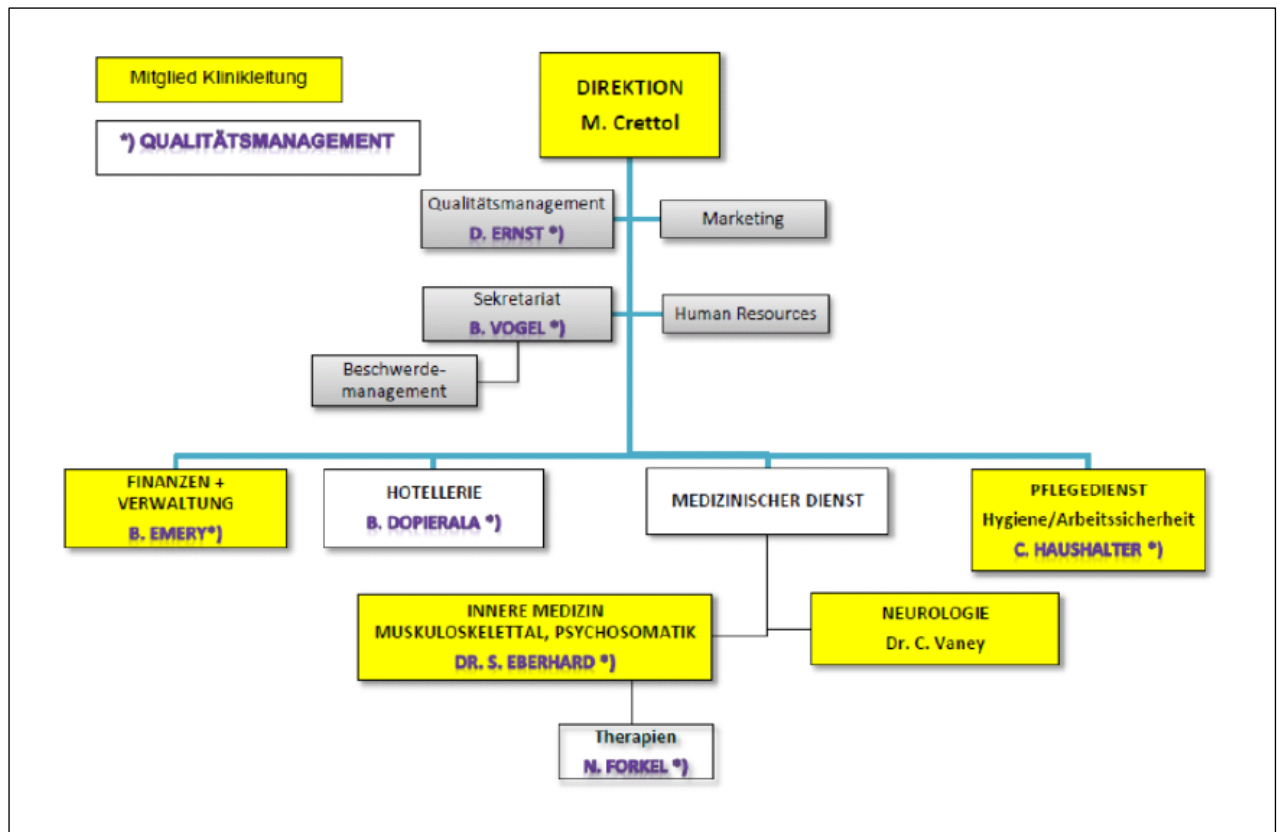 Mitglied Klinikleitung
*) QUALITÄTSMANAGEMENT
DIREKTION
M. Crettol
Qualitätsmanagement
D. ERNST *)
Marketing
Sekretariat
B. VOGEL *)
Human Resources
Beschwerde-
management
FINANZEN +
VERWALTUNG
B. EMERY*)
HOTELLERIE
B. DOPIERALA *)
MEDIZINISCHER DIENST
PFLEGEDIENST
Hygiene/Arbeitssicherheit
C. HAUSHALTER *)
INNERE MEDIZIN
MUSKULOSKELETTAL, PSYCHOSOMATIK
DR. S. EBERHARD *)
NEUROLOGIE
Dr. C. Vaney
Therapien
N. FORKEL *)